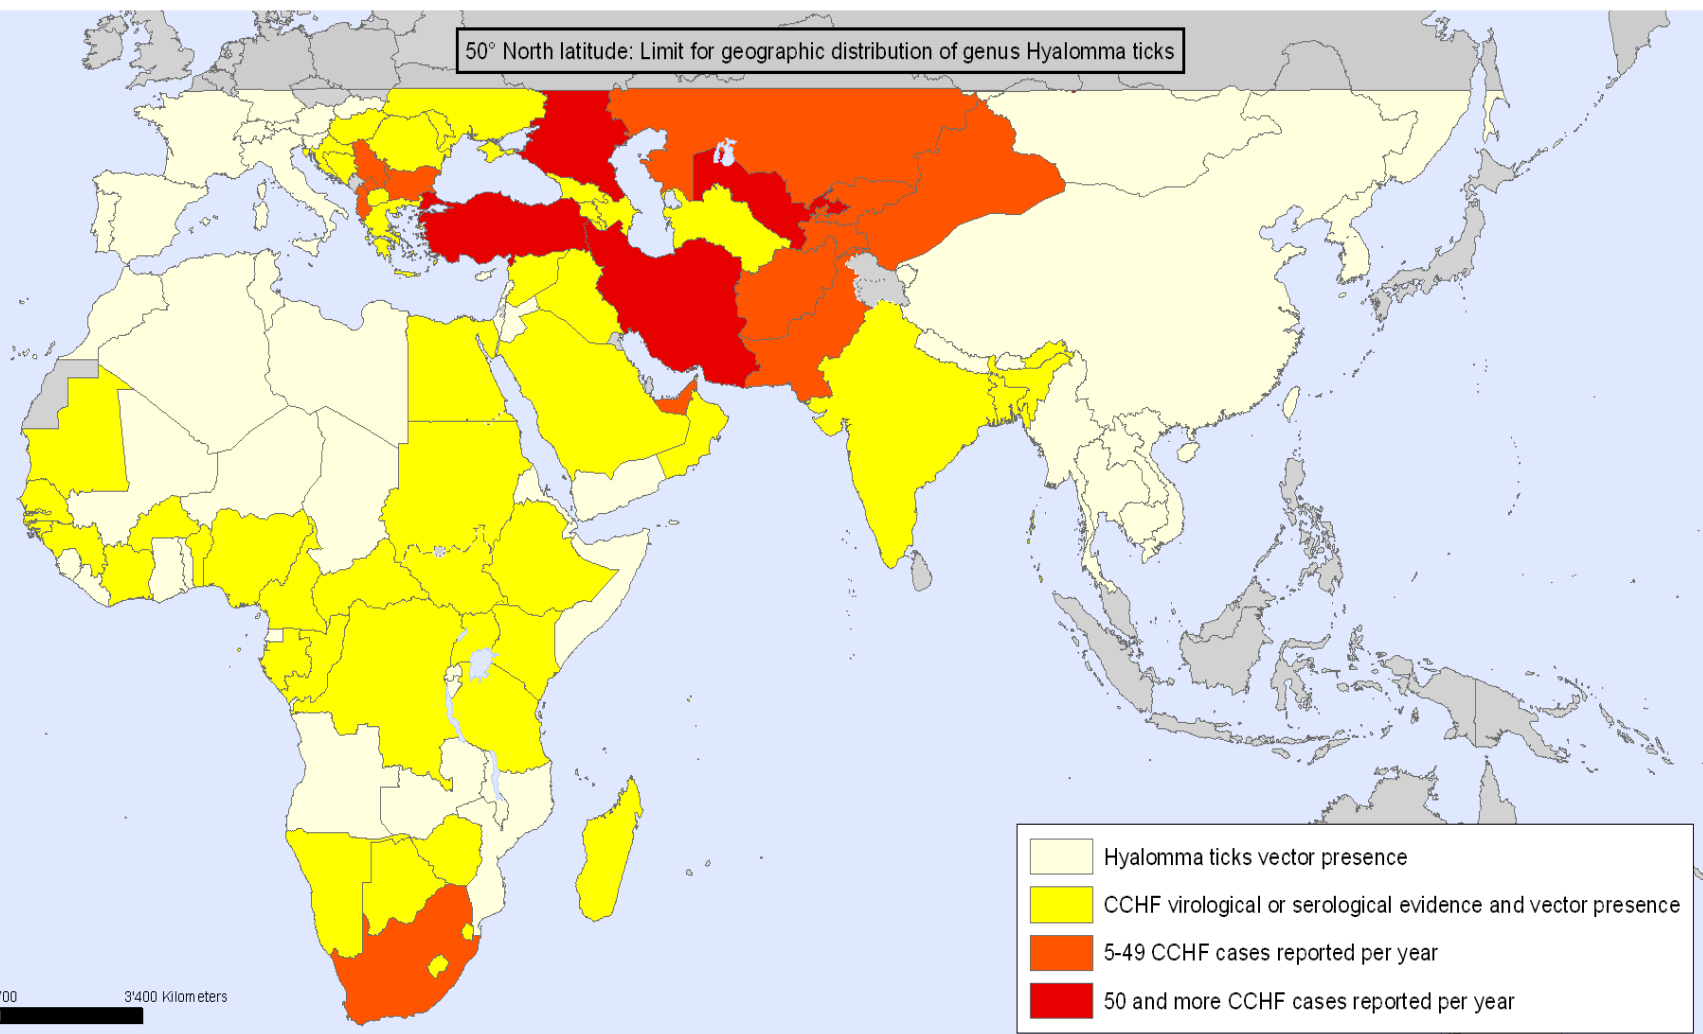 50° North latitude: Limit for geographic distribution of genus Hyalomma ticks
Hyalomma ticks vector presence
CCHF virological or serological evidence and vector presence
5-49 CCHF cases reported per year
50 and more CCHF cases reported per year
3'400 Kilometers